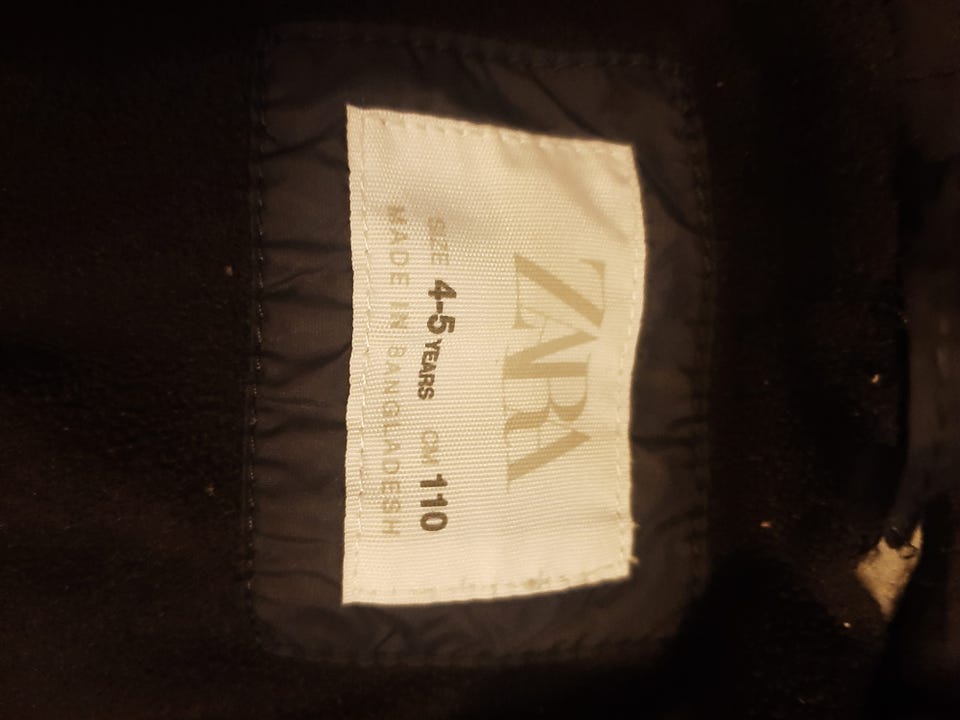 ZARA
SIZE 4-5 YEARS CM 110
MADE IN BANGLADESH